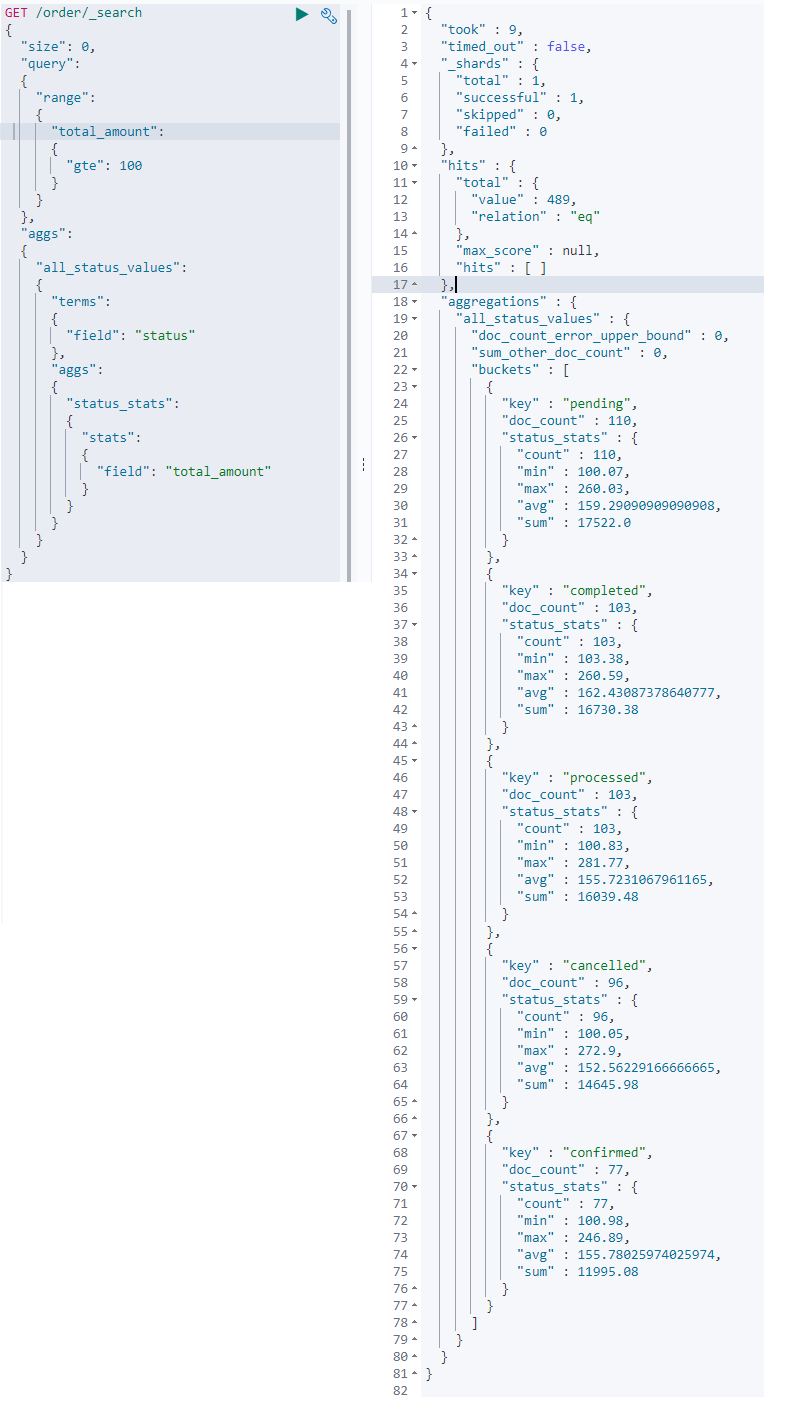 GET /order/_search
{
  "size": 0,
  "query":
  {
    "range":
    {
      "total_amount":
      {
        "gte": 100
      }
    }
  },
  "aggs":
  {
    "all_status_values":
    {
      "terms":
      {
        "field": "status"
      },
      "aggs":
      {
        "status_stats":
        {
          "stats":
          {
            "field": "total_amount"
          }
        }
      }
    }
  }
}
1 {
2   "took" : 9,
3   "timed_out" : false,
4   "_shards" : {
5     "total" : 1,
6     "successful" : 1,
7     "skipped" : 0,
8     "failed" : 0
9   },
10   "hits" : {
11     "total" : {
12       "value" : 489,
13       "relation" : "eq"
14     },
15     "max_score" : null,
16     "hits" : [ ]
17   },
18   "aggregations" : {
19     "all_status_values" : {
20       "doc_count_error_upper_bound" : 0,
21       "sum_other_doc_count" : 0,
22       "buckets" : [
23         {
24           "key" : "pending",
25           "doc_count" : 110,
26           "status_stats" : {
27             "count" : 110,
28             "min" : 100.07,
29             "max" : 260.03,
30             "avg" : 159.29090909090908,
31             "sum" : 17522.0
32           }
33         },
34         {
35           "key" : "completed",
36           "doc_count" : 103,
37           "status_stats" : {
38             "count" : 103,
39             "min" : 103.38,
40             "max" : 260.59,
41             "avg" : 162.43087378640777,
42             "sum" : 16730.38
43           }
44         },
45         {
46           "key" : "processed",
47           "doc_count" : 103,
48           "status_stats" : {
49             "count" : 103,
50             "min" : 100.83,
51             "max" : 281.77,
52             "avg" : 155.7231067961165,
53             "sum" : 16039.48
54           }
55         },
56         {
57           "key" : "cancelled",
58           "doc_count" : 96,
59           "status_stats" : {
60             "count" : 96,
61             "min" : 100.05,
62             "max" : 272.9,
63             "avg" : 152.56229166666665,
64             "sum" : 14645.98
65           }
66         },
67         {
68           "key" : "confirmed",
69           "doc_count" : 77,
70           "status_stats" : {
71             "count" : 77,
72             "min" : 100.98,
73             "max" : 246.89,
74             "avg" : 155.78025974025974,
75             "sum" : 11995.08
76           }
77         }
78       ]
79     }
80   }
81 }
82